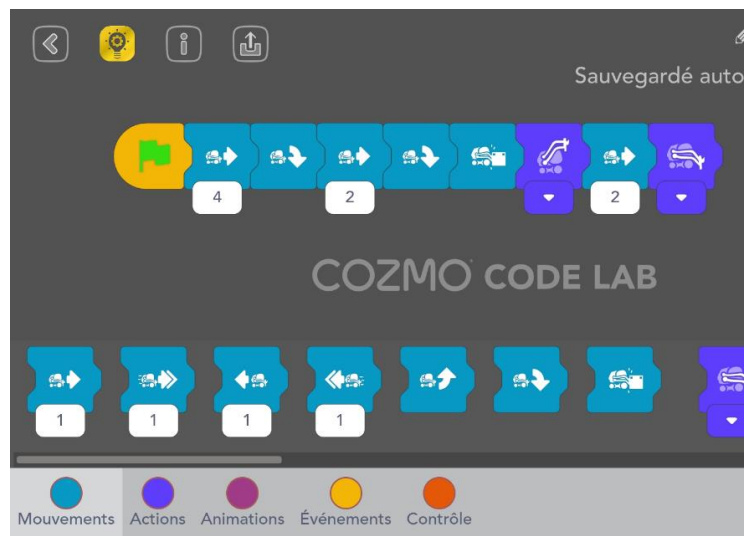 Sauvegardé auto
4 2 2
COZMO CODE LAB
1 1 1 1
Mouvements Actions Animations Événements Contrôle